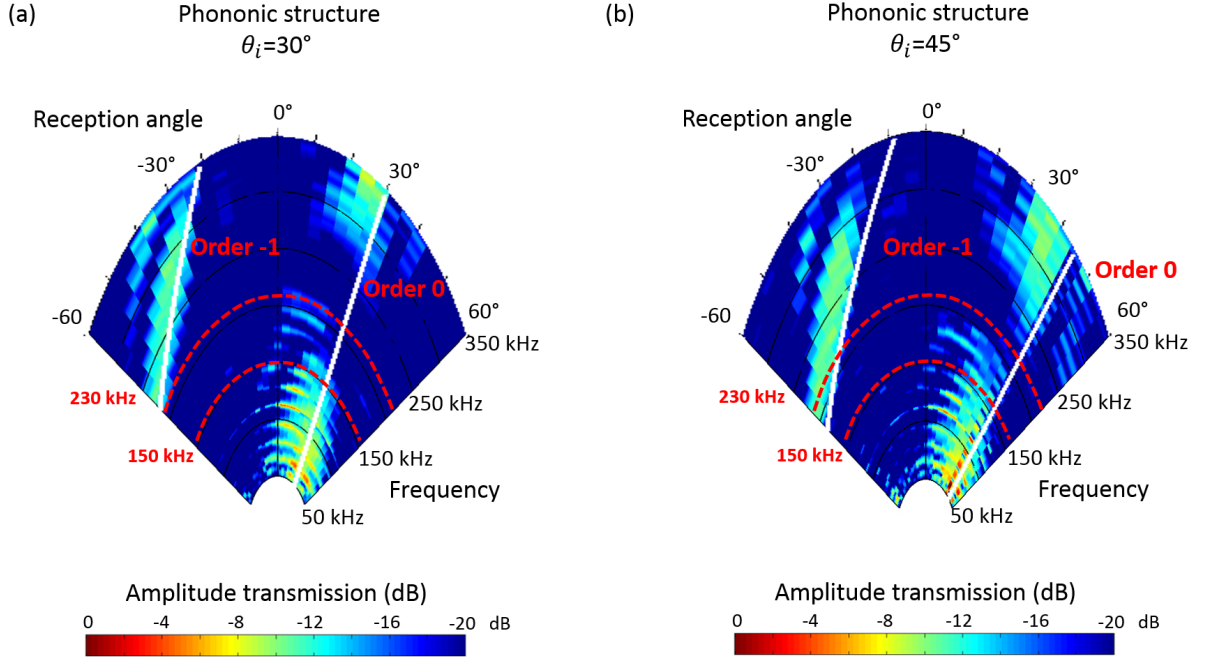 (a)
Phononic structure
θi=30°
Reception angle
0°
-30°
30°
Order -1
Order 0
-60
60°
350 kHz
230 kHz
250 kHz
150 kHz
150 kHz
Frequency
50 kHz
Amplitude transmission (dB)
0 -4 -8 -12 -16 -20 dB
(b)
Phononic structure
θi=45°
Reception angle
0°
-30°
30°
Order -1
Order 0
-60
60°
350 kHz
230 kHz
250 kHz
150 kHz
150 kHz
Frequency
50 kHz
Amplitude transmission (dB)
0 -4 -8 -12 -16 -20 dB